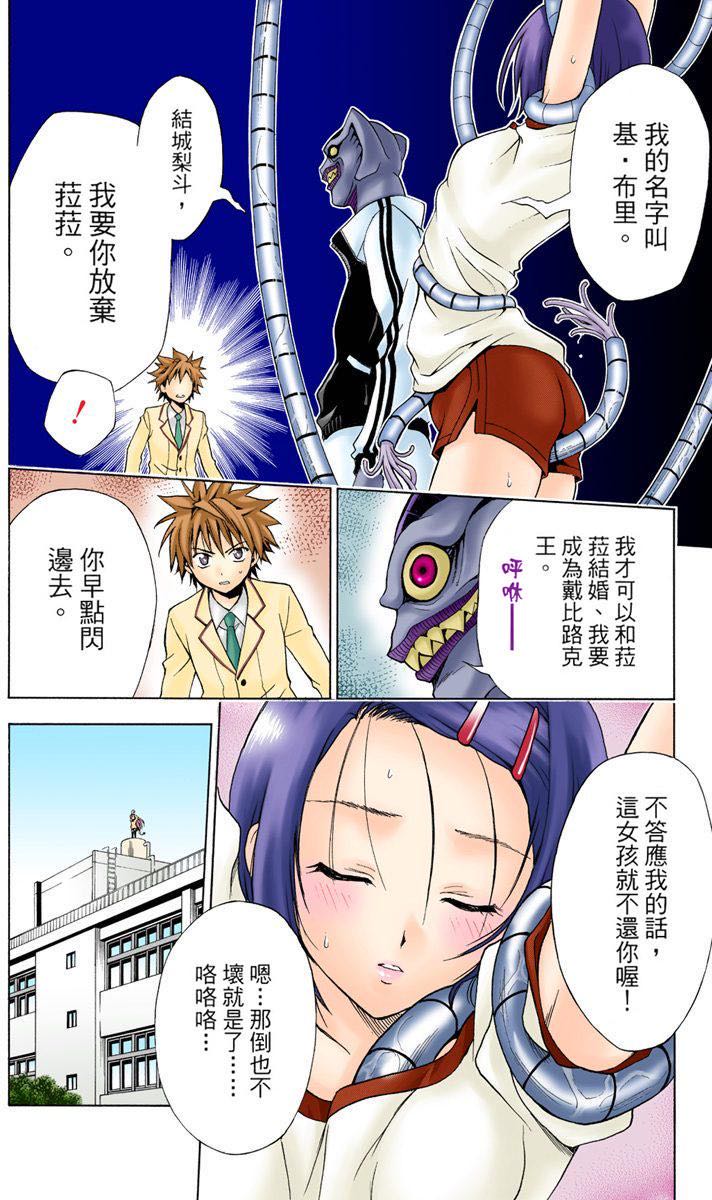 我的名字叫
基·布里。
結城梨斗，
我要你放棄
菈菈。
！
我才可以和菈
菈結婚、我要
成為戴比路克
王。
呼咻——
你早點閃
邊去。
不答應我的話，
這女孩就不還你喔！
嗯…那倒也不
壞就是了……
咯咯咯…